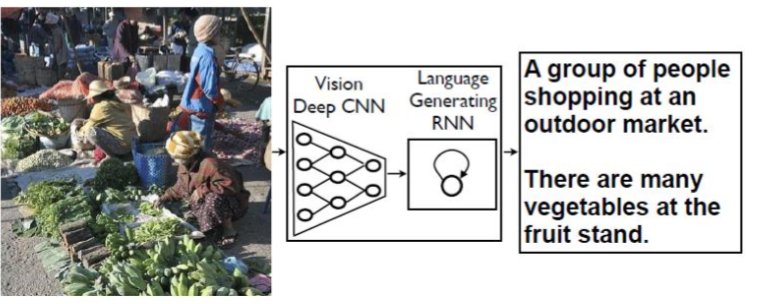 Vision
Deep CNN
Language
Generating
RNN
A group of people
shopping at an
outdoor market.
There are many
vegetables at the
fruit stand.